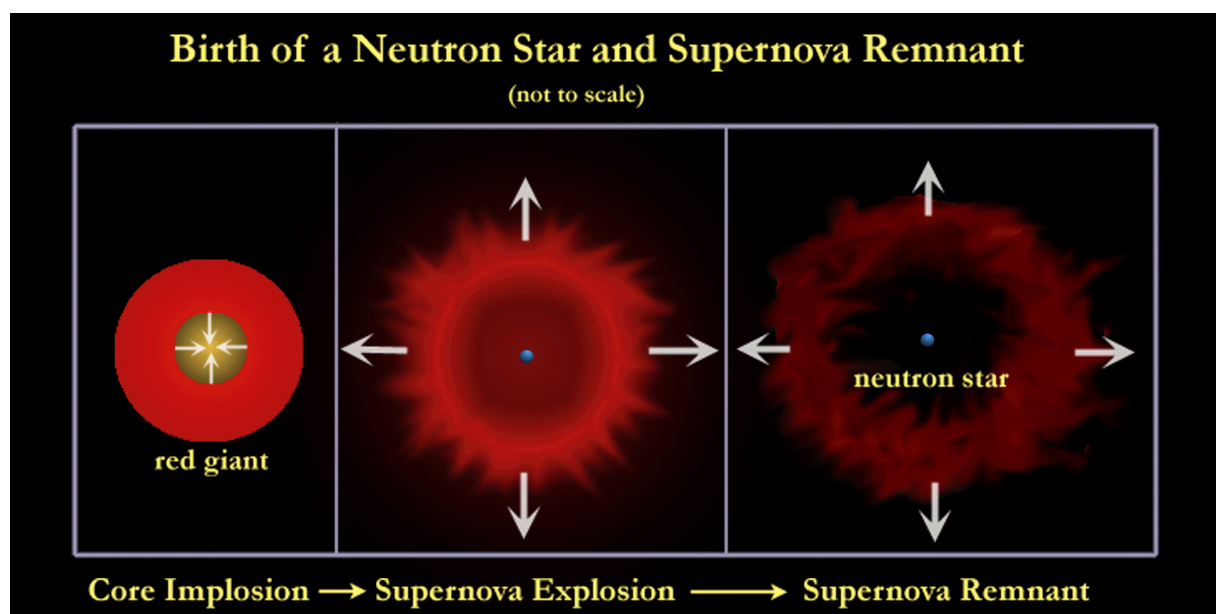 Birth of a Neutron Star and Supernova Remnant
(not to scale)
red giant
neutron star
Core Implosion → Supernova Explosion → Supernova Remnant